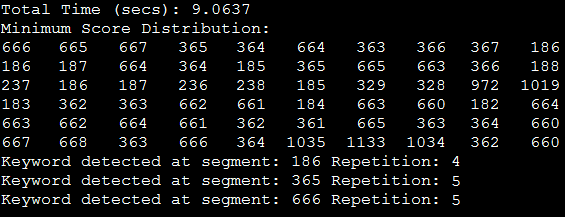 Total Time (secs): 9.0637
Minimum Score Distribution:
666 665 667 365 364 664 363 366 367 186
186 187 664 364 185 365 665 663 366 188
237 186 187 236 238 185 329 328 972 1019
183 362 363 662 661 184 663 660 182 664
663 662 664 661 362 361 665 363 364 660
667 668 363 666 364 1035 1133 1034 362 660
Keyword detected at segment: 186 Repetition: 4
Keyword detected at segment: 365 Repetition: 5
Keyword detected at segment: 666 Repetition: 5